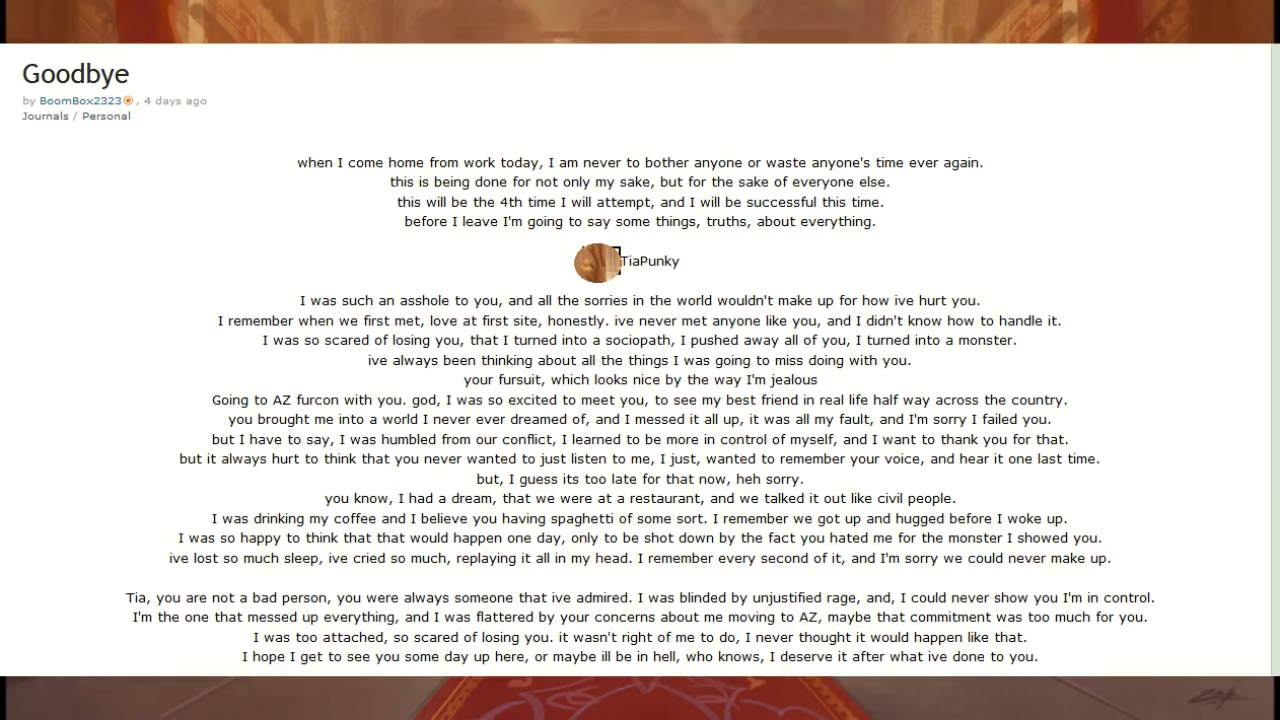 Goodbye
by BoomBox2323 , 4 days ago
Journals / Personal
when I come home from work today, I am never to bother anyone or waste anyone's time ever again.
this is being done for not only my sake, but for the sake of everyone else.
this will be the 4th time I will attempt, and I will be successful this time.
before I leave I'm going to say some things, truths, about everything.
TiaPunky
I was such an asshole to you, and all the sorries in the world wouldn't make up for how ive hurt you.
I remember when we first met, love at first site, honestly. ive never met anyone like you, and I didn't know how to handle it.
I was so scared of losing you, that I turned into a sociopath, I pushed away all of you, I turned into a monster.
ive always been thinking about all the things I was going to miss doing with you.
your fursuit, which looks nice by the way I'm jealous
Going to AZ furcon with you. god, I was so excited to meet you, to see my best friend in real life half way across the country.
you brought me into a world I never ever dreamed of, and I messed it all up, it was all my fault, and I'm sorry I failed you.
but I have to say, I was humbled from our conflict, I learned to be more in control of myself, and I want to thank you for that.
but it always hurt to think that you never wanted to just listen to me, I just, wanted to remember your voice, and hear it one last time.
but, I guess its too late for that now, heh sorry.
you know, I had a dream, that we were at a restaurant, and we talked it out like civil people.
I was drinking my coffee and I believe you having spaghetti of some sort. I remember we got up and hugged before I woke up.
I was so happy to think that that would happen one day, only to be shot down by the fact you hated me for the monster I showed you.
ive lost so much sleep, ive cried so much, replaying it all in my head. I remember every second of it, and I'm sorry we could never make up.
Tia, you are not a bad person, you were always someone that ive admired. I was blinded by unjustified rage, and, I could never show you I'm in control.
I'm the one that messed up everything, and I was flattered by your concerns about me moving to AZ, maybe that commitment was too much for you.
I was too attached, so scared of losing you. it wasn't right of me to do, I never thought it would happen like that.
I hope I get to see you some day up here, or maybe ill be in hell, who knows, I deserve it after what ive done to you.